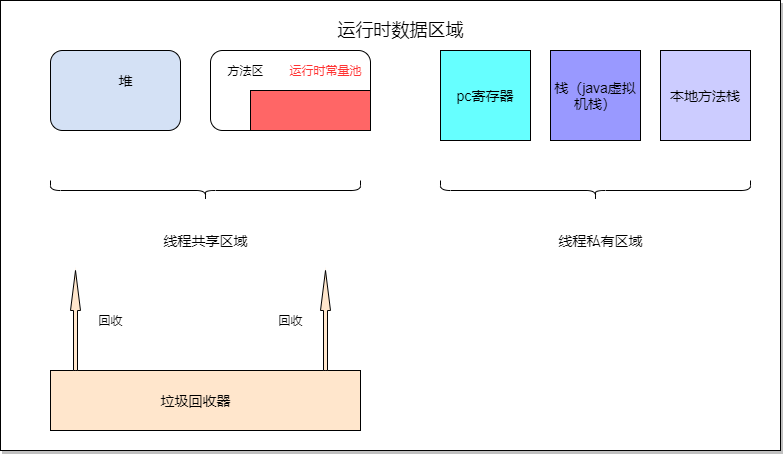 运行时数据区域
堆
方法区
运行时常量池
pc寄存器
栈（java虚拟
机栈）
本地方法栈
线程共享区域
线程私有区域
回收
回收
垃圾回收器